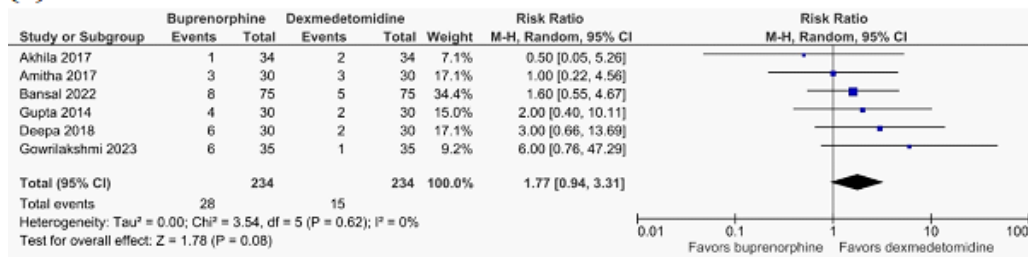 Buprenorphine Dexmedetomidine Risk Ratio Risk Ratio
Study or Subgroup Events Total Events Total Weight M-H, Random, 95% CI M-H, Random, 95% CI
Akhila 2017 1 34 2 34 7.1% 0.50 [0.05, 5.26]
Amitha 2017 3 30 3 30 17.1% 1.00 [0.22, 4.56]
Bansal 2022 8 75 5 75 34.4% 1.60 [0.55, 4.67]
Gupta 2014 4 30 2 30 15.0% 2.00 [0.40, 10.11]
Deepa 2018 6 30 2 30 17.1% 3.00 [0.66, 13.69]
Gowrilakshmi 2023 6 35 1 35 9.2% 6.00 [0.76, 47.29]
Total (95% CI) 234 234 100.0% 1.77 [0.94, 3.31]
Total events 28 15
Heterogeneity: Tau² = 0.00; Chi² = 3.54, df = 5 (P = 0.62); I² = 0%
Test for overall effect: Z = 1.78 (P = 0.08)
0.01 0.1 1 10 100
Favors buprenorphine Favors dexmedetomidine